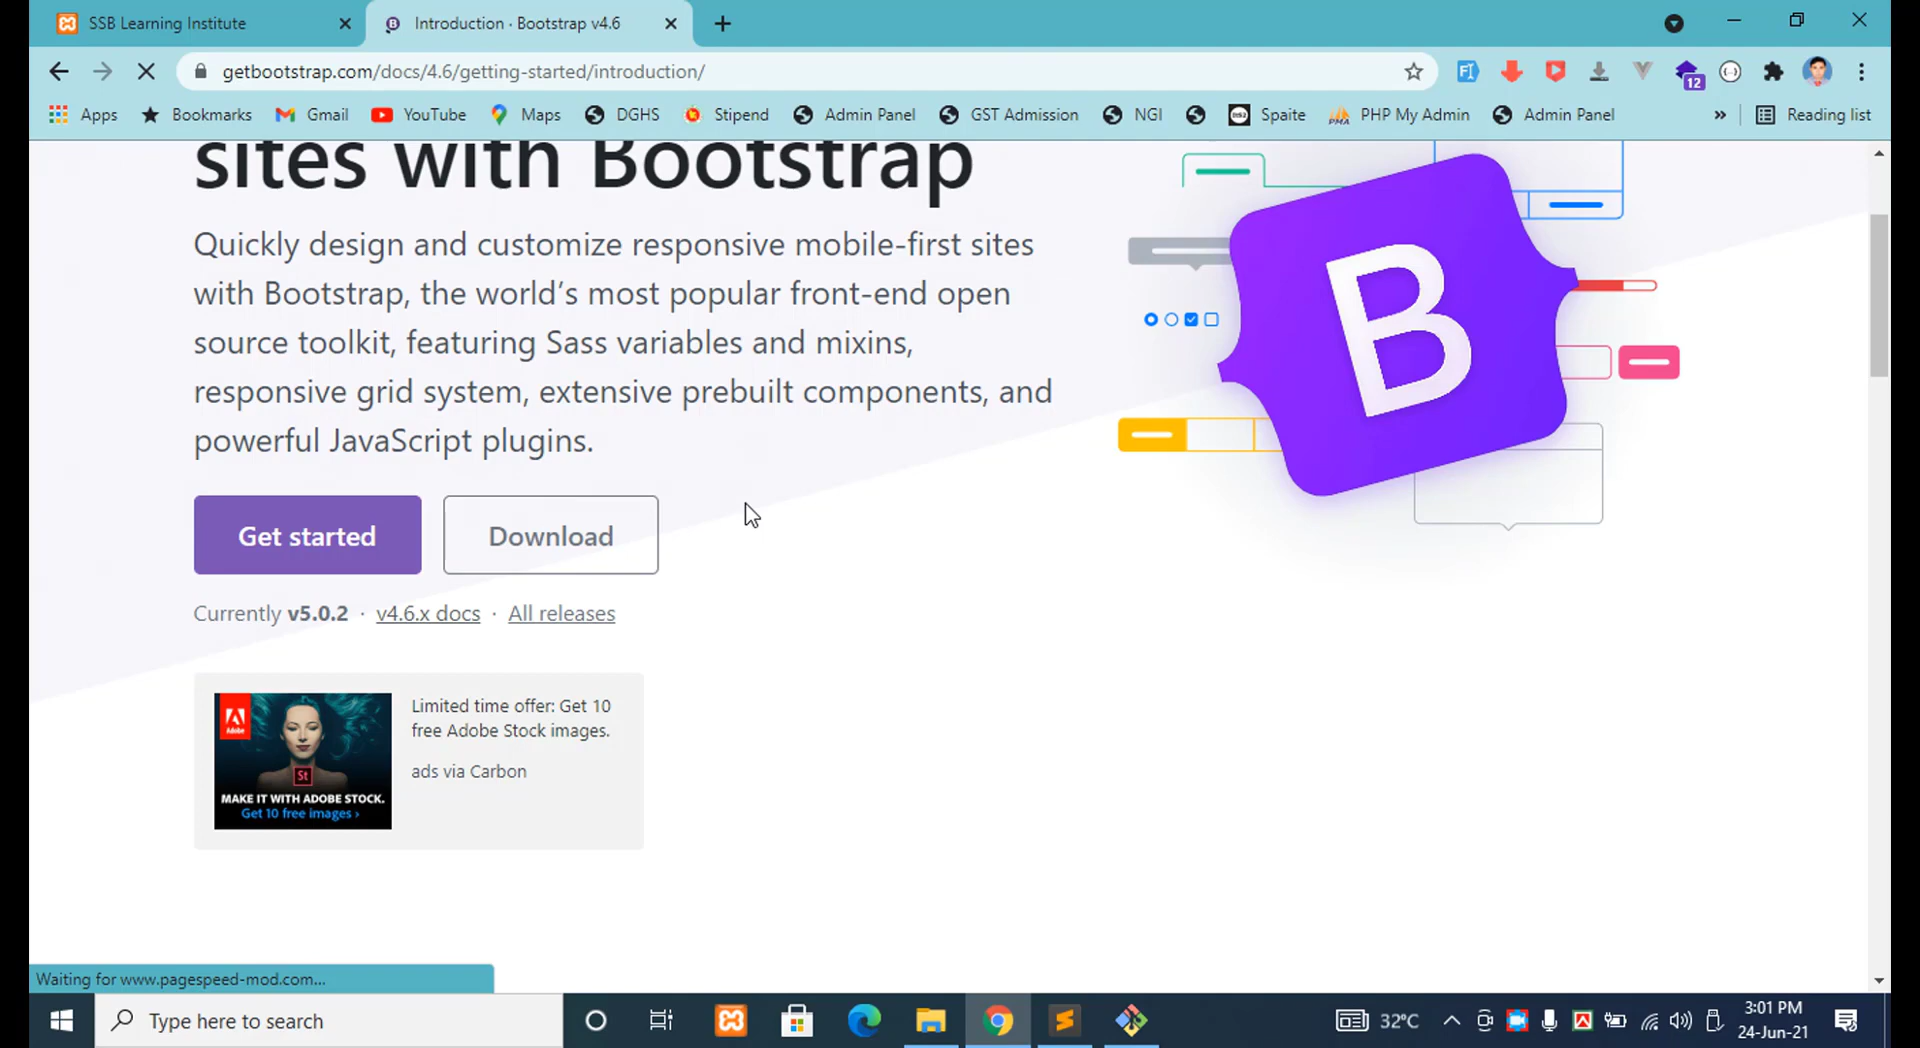 SSB Learning Institute
Introduction · Bootstrap v4.6
getbootstrap.com/docs/4.6/getting-started/introduction/
12
Apps
Bookmarks
Gmail
YouTube
Maps
DGHS
Stipend
Admin Panel
GST Admission
NGI
Spaite
PHP My Admin
Admin Panel
»
Reading list
sites with Bootstrap
Quickly design and customize responsive mobile-first sites
with Bootstrap, the world’s most popular front-end open
source toolkit, featuring Sass variables and mixins,
responsive grid system, extensive prebuilt components, and
powerful JavaScript plugins.
B
Get started
Download
Currently v5.0.2 · v4.6.x docs · All releases
Adobe
St
MAKE IT WITH ADOBE STOCK.
Get 10 free images ›
Limited time offer: Get 10
free Adobe Stock images.
ads via Carbon
Waiting for www.pagespeed-mod.com...
Type here to search
32°C
3:01 PM
24-Jun-21